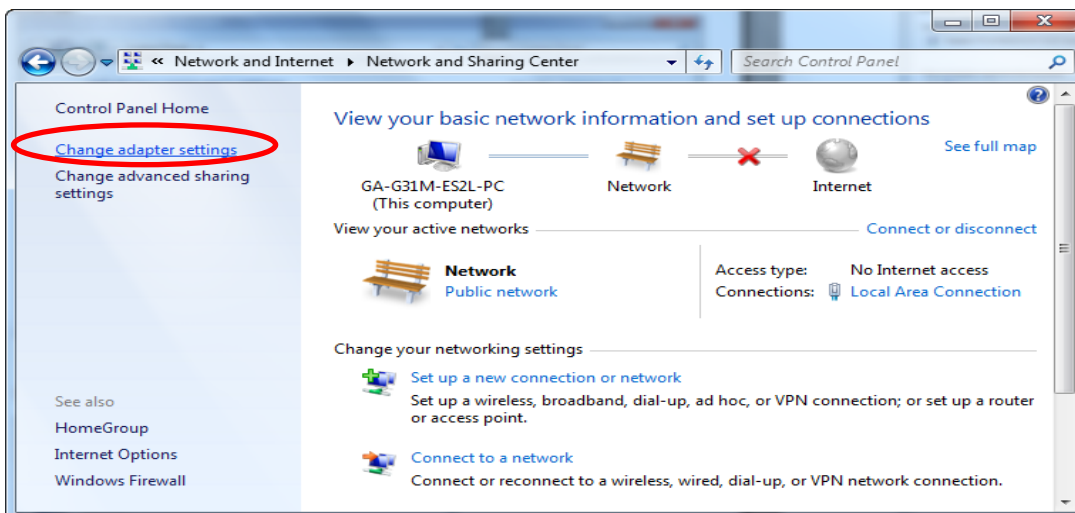 « Network and Internet ▸ Network and Sharing Center
Search Control Panel
Control Panel Home
Change adapter settings
Change advanced sharing
settings
See also
HomeGroup
Internet Options
Windows Firewall
View your basic network information and set up connections
See full map
GA-G31M-ES2L-PC
(This computer)
Network
Internet
View your active networks
Connect or disconnect
Network
Public network
Access type: No Internet access
Connections: Local Area Connection
Change your networking settings
Set up a new connection or network
Set up a wireless, broadband, dial-up, ad hoc, or VPN connection; or set up a router
or access point.
Connect to a network
Connect or reconnect to a wireless, wired, dial-up, or VPN network connection.